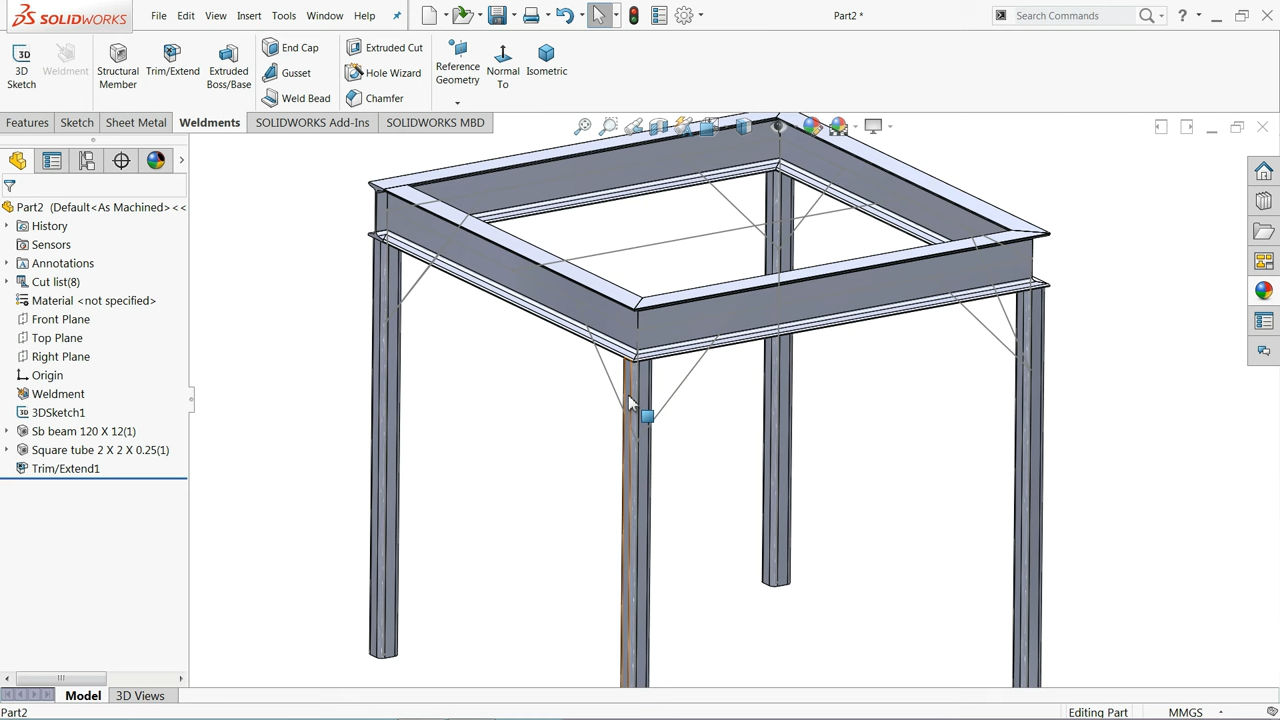 SOLIDWORKS File Edit View Insert Tools Window Help Part2 * Search Commands
3D Sketch
Weldment
Structural Member
Trim/Extend
Extruded Boss/Base
End Cap
Gusset
Weld Bead
Extruded Cut
Hole Wizard
Chamfer
Reference Geometry
Normal To
Isometric
Features Sketch Sheet Metal Weldments SOLIDWORKS Add-Ins SOLIDWORKS MBD
Part2 (Default<As Machined><<
History
Sensors
Annotations
Cut list(8)
Material <not specified>
Front Plane
Top Plane
Right Plane
Origin
Weldment
3DSketch1
Sb beam 120 X 12(1)
Square tube 2 X 2 X 0.25(1)
Trim/Extend1
Model 3D Views
Part2 Editing Part MMGS